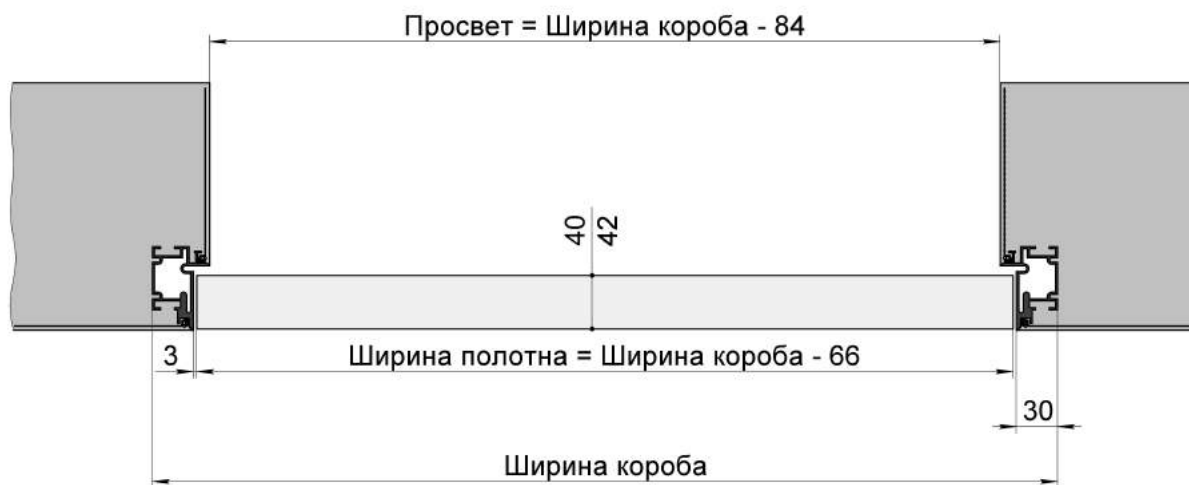 Просвет = Ширина короба - 84
40
42
3
Ширина полотна = Ширина короба - 66
30
Ширина короба